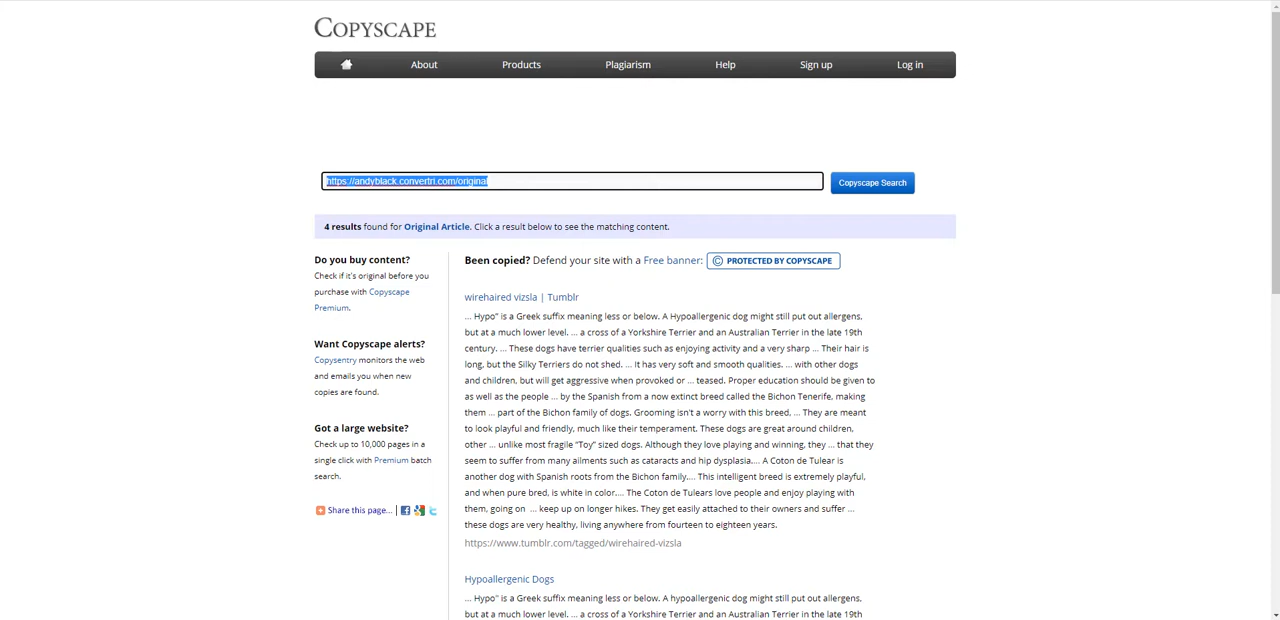 COPYSCAPE
About Products Plagiarism Help Sign up Log in
https://andyblack.convertri.com/original
Copyscape Search
4 results found for Original Article. Click a result below to see the matching content.
Do you buy content?
Check if it's original before you
purchase with Copyscape
Premium.
Want Copyscape alerts?
Copysentry monitors the web
and emails you when new
copies are found.
Got a large website?
Check up to 10,000 pages in a
single click with Premium batch
search.
Share this page...
Been copied? Defend your site with a Free banner: © PROTECTED BY COPYSCAPE
wirehaired vizsla | Tumblr
... Hypo" is a Greek suffix meaning less or below. A Hypoallergenic dog might still put out allergens,
but at a much lower level. ... a cross of a Yorkshire Terrier and an Australian Terrier in the late 19th
century. ... These dogs have terrier qualities such as enjoying activity and a very sharp ... Their hair is
long, but the Silky Terriers do not shed. ... It has very soft and smooth qualities. ... with other dogs
and children, but will get aggressive when provoked or ... teased. Proper education should be given to
as well as the people ... by the Spanish from a now extinct breed called the Bichon Tenerife, making
them ... part of the Bichon family of dogs. Grooming isn't a worry with this breed, ... They are meant
to look playful and friendly, much like their temperament. These dogs are great around children,
other ... unlike most fragile "Toy" sized dogs. Although they love playing and winning, they ... that they
seem to suffer from many ailments such as cataracts and hip dysplasia.... A Coton de Tulear is
another dog with Spanish roots from the Bichon family.... This intelligent breed is extremely playful,
and when pure bred, is white in color.... The Coton de Tulears love people and enjoy playing with
them, going on ... keep up on longer hikes. They get easily attached to their owners and suffer ...
these dogs are very healthy, living anywhere from fourteen to eighteen years.
https://www.tumblr.com/tagged/wirehaired-vizsla
Hypoallergenic Dogs
... Hypo" is a Greek suffix meaning less or below. A hypoallergenic dog might still put out allergens,
but at a much lower level. ... a cross of a Yorkshire Terrier and an Australian Terrier in the late 19th